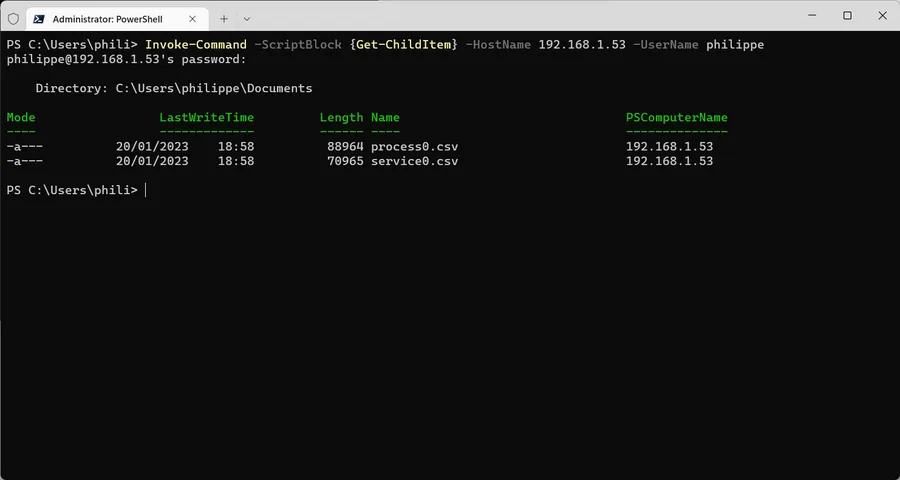 Administrator: PowerShell
PS C:\Users\phili> Invoke-Command -ScriptBlock {Get-ChildItem} -HostName 192.168.1.53 -UserName philippe
philippe@192.168.1.53's password:
Directory: C:\Users\philippe\Documents
Mode LastWriteTime Length Name PSComputerName
---- ------------- ------ ---- --------------
-a--- 20/01/2023 18:58 88964 process0.csv 192.168.1.53
-a--- 20/01/2023 18:58 70965 service0.csv 192.168.1.53
PS C:\Users\phili>